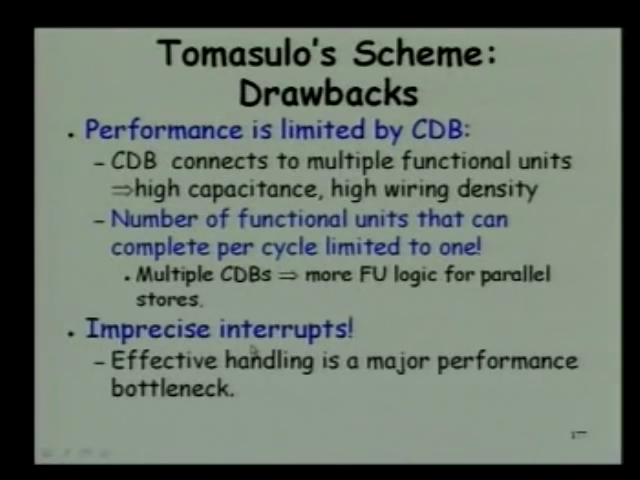 Tomasulo's Scheme:
Drawbacks
• Performance is limited by CDB:
– CDB connects to multiple functional units
⇒high capacitance, high wiring density
– Number of functional units that can
complete per cycle limited to one!
• Multiple CDBs ⇒ more FU logic for parallel
stores.
• Imprecise interrupts!
– Effective handling is a major performance
bottleneck.